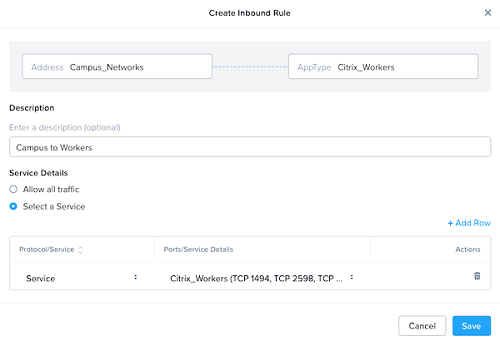 Create Inbound Rule
Address Campus_Networks AppType Citrix_Workers
Description
Enter a description (optional)
Campus to Workers
Service Details
Allow all traffic
Select a Service
+ Add Row
Protocol/Service Ports/Service Details Actions
Service Citrix_Workers (TCP 1494, TCP 2598, TCP ...
Cancel Save